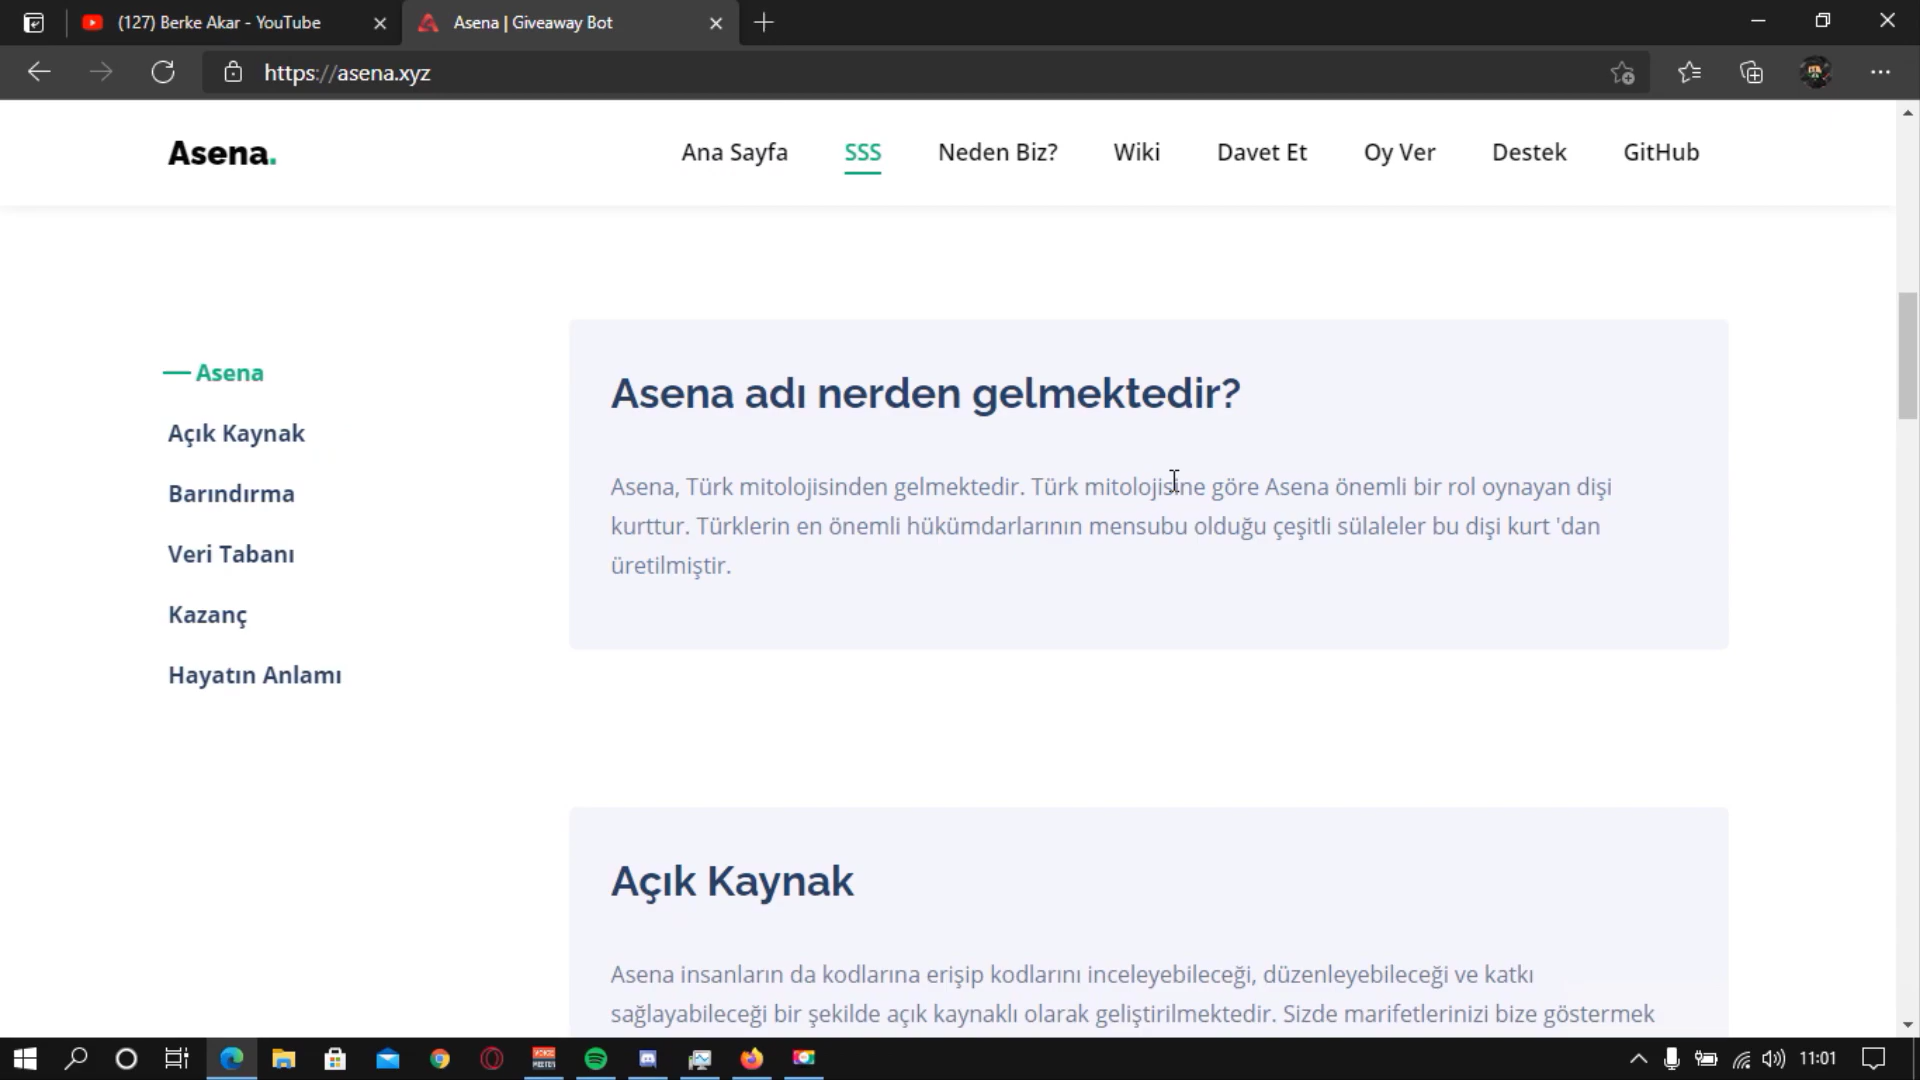 (127) Berke Akar - YouTube
Asena | Giveaway Bot
https://asena.xyz
Asena.
Ana Sayfa
SSS
Neden Biz?
Wiki
Davet Et
Oy Ver
Destek
GitHub
Asena
Açık Kaynak
Barındırma
Veri Tabanı
Kazanç
Hayatın Anlamı
Asena adı nerden gelmektedir?
Asena, Türk mitolojisinden gelmektedir. Türk mitolojisine göre Asena önemli bir rol oynayan dişi
kurttur. Türklerin en önemli hükümdarlarının mensubu olduğu çeşitli sülaleler bu dişi kurt 'dan
üretilmiştir.
Açık Kaynak
Asena insanların da kodlarına erişip kodlarını inceleyebileceği, düzenleyebileceği ve katkı
sağlayabileceği bir şekilde açık kaynaklı olarak geliştirilmektedir. Sizde marifetlerinizi bize göstermek
11:01